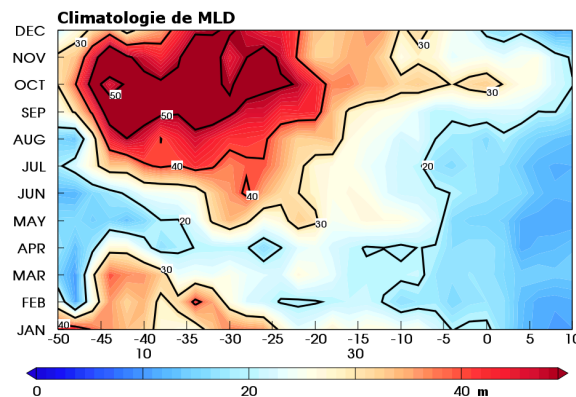 Climatologie de MLD
DEC
30
30
NOV
OCT
50
30
SEP
50
AUG
JUL
40
20
JUN
40
MAY
20
20
APR
30
MAR
30
FEB
JAN
40
-50 -45 -40 -35 -30 -25 -20 -15 -10 -5 0 5 10
10 30
0 20 40 m